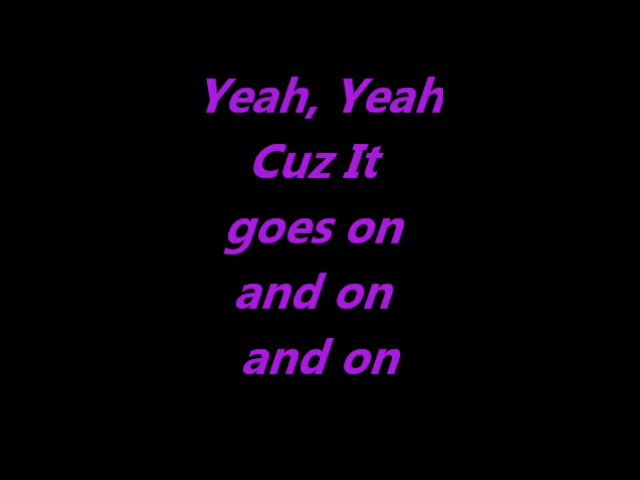 Yeah, Yeah
Cuz It
goes on
and on
and on